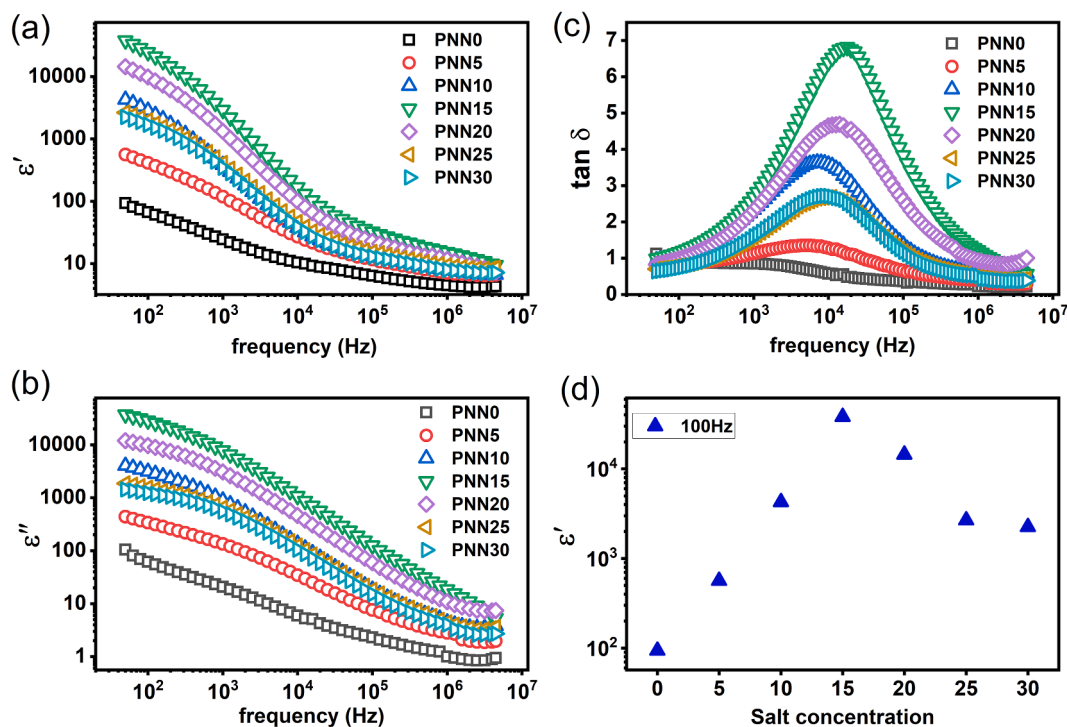 (a)
10000
1000
100
10
ε′
10² 10³ 10⁴ 10⁵ 10⁶ 10⁷
frequency (Hz)
PNN0
PNN5
PNN10
PNN15
PNN20
PNN25
PNN30
(c)
7
6
5
4
3
2
1
0
tan δ
10² 10³ 10⁴ 10⁵ 10⁶ 10⁷
frequency (Hz)
PNN0
PNN5
PNN10
PNN15
PNN20
PNN25
PNN30
(b)
10000
1000
100
10
1
ε″
10² 10³ 10⁴ 10⁵ 10⁶ 10⁷
frequency (Hz)
PNN0
PNN5
PNN10
PNN15
PNN20
PNN25
PNN30
(d)
10⁴
10³
10²
ε′
100Hz
0 5 10 15 20 25 30
Salt concentration